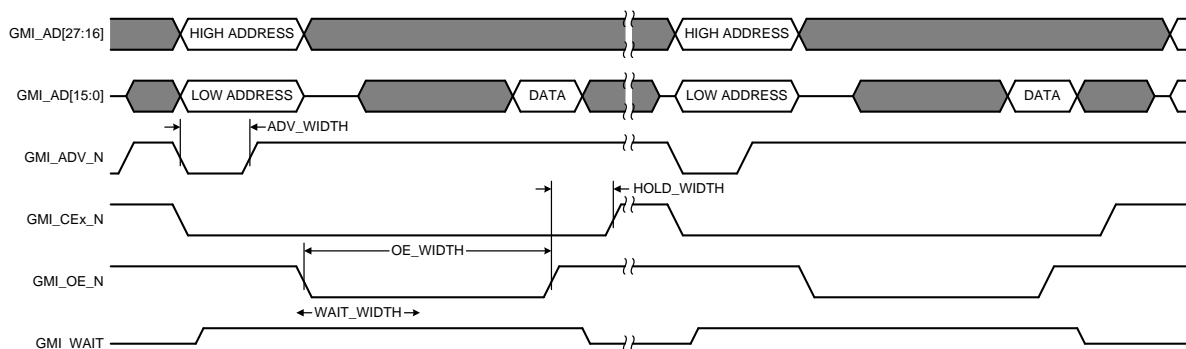 GMI_AD[27:16] HIGH ADDRESS HIGH ADDRESS
GMI_AD[15:0] LOW ADDRESS DATA LOW ADDRESS DATA
ADV_WIDTH
GMI_ADV_N
HOLD_WIDTH
GMI_CEx_N
OE_WIDTH
GMI_OE_N
WAIT_WIDTH
GMI_WAIT